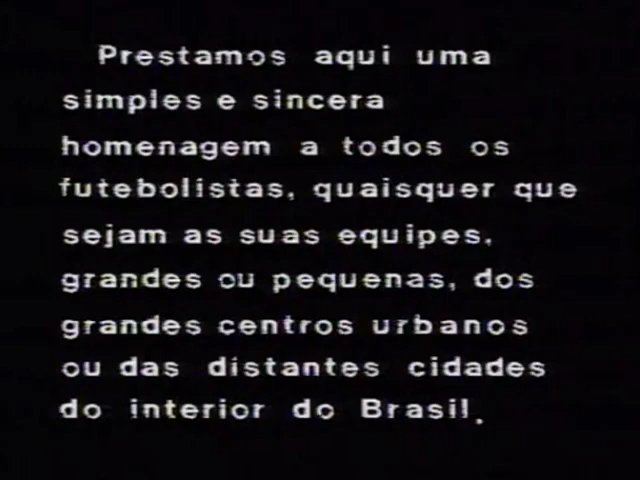 Prestamos aqui uma
simples e sincera
homenagem a todos os
futebolistas, quaisquer que
sejam as suas equipes,
grandes ou pequenas, dos
grandes centros urbanos
ou das distantes cidades
do interior do Brasil.